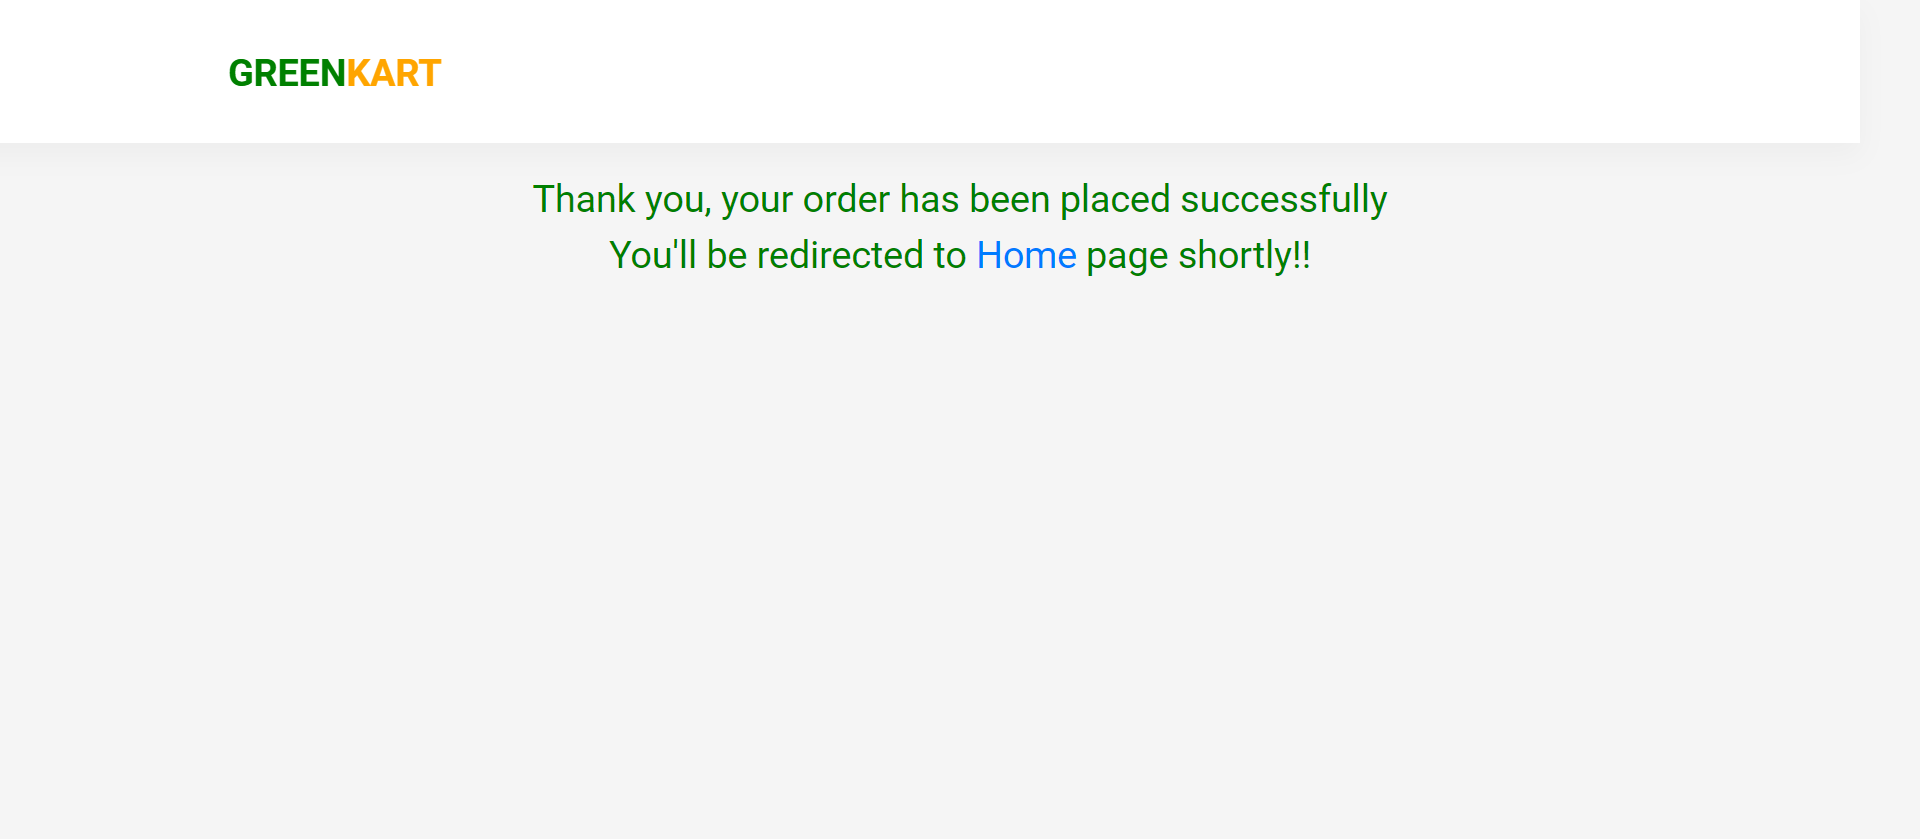 GREENKART
Thank you, your order has been placed successfully
You'll be redirected to Home page shortly!!